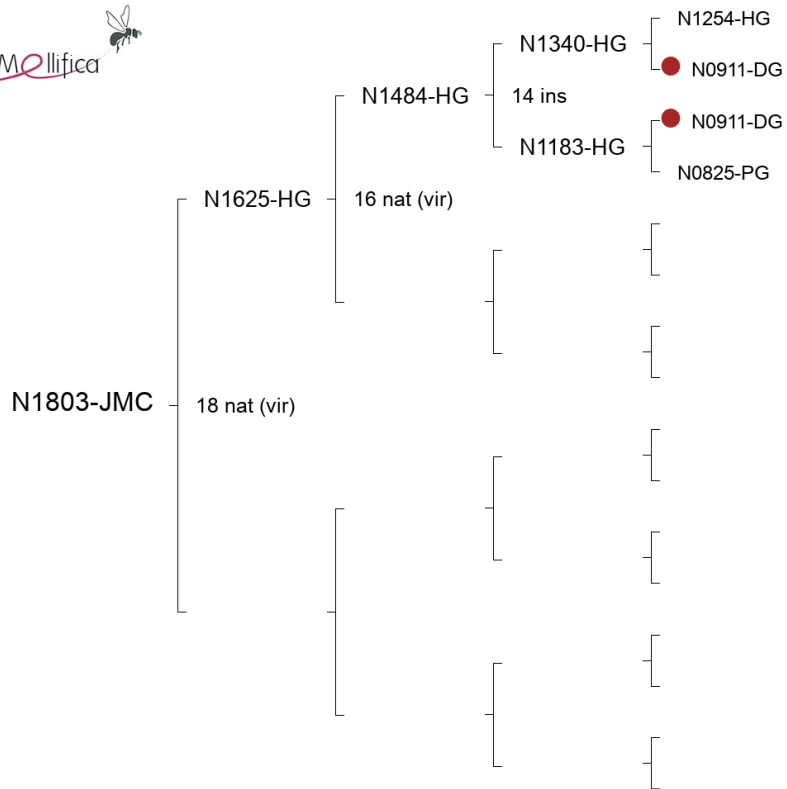 Mellifica
N1254-HG
N1340-HG
N0911-DG
N1484-HG
14 ins
N0911-DG
N1183-HG
N0825-PG
N1625-HG
16 nat (vir)
N1803-JMC
18 nat (vir)